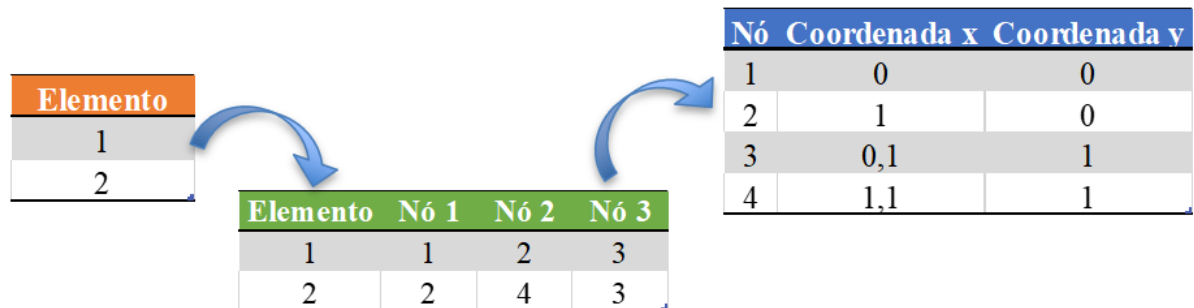 Elemento
1
2
Elemento Nó 1 Nó 2 Nó 3
1 1 2 3
2 2 4 3
Nó Coordenada x Coordenada y
1 0 0
2 1 0
3 0,1 1
4 1,1 1